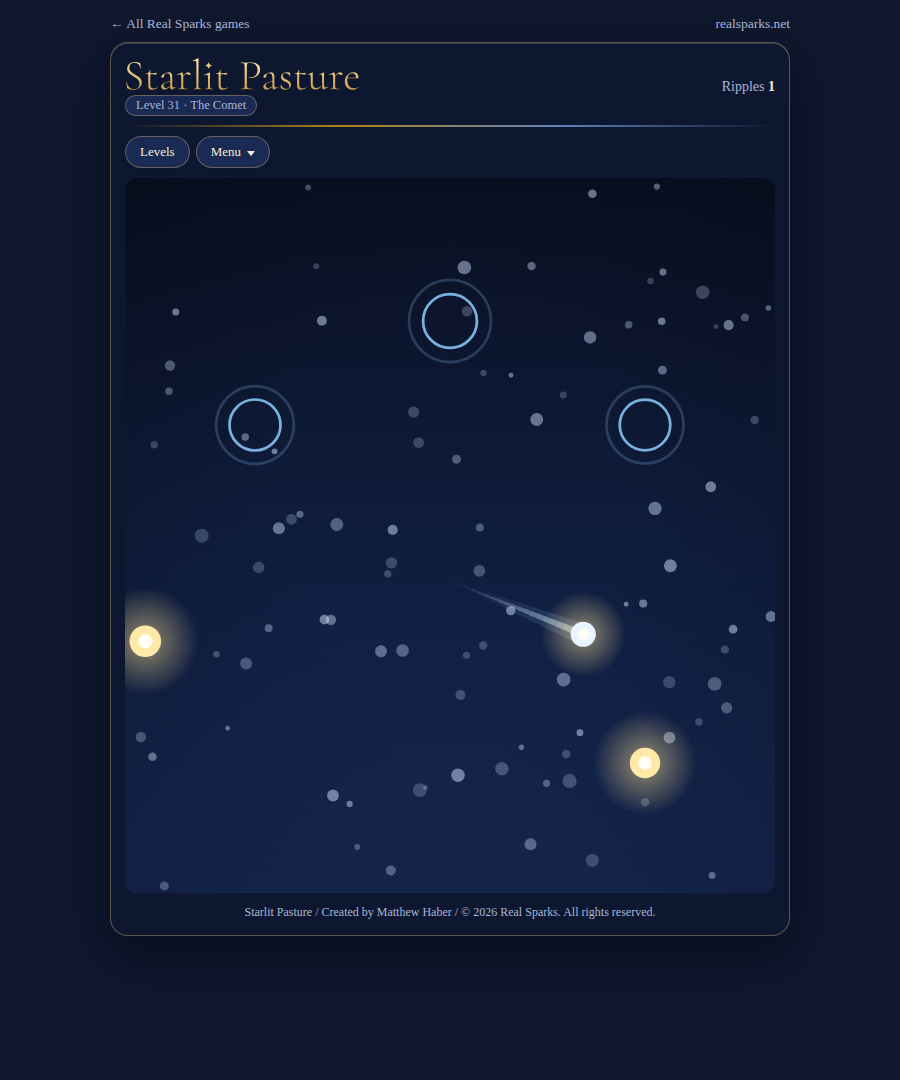 ← All Real Sparks games
realsparks.net
Starlit Pasture
Ripples 1
Level 31 · The Comet
Levels
Menu
Starlit Pasture / Created by Matthew Haber / © 2026 Real Sparks. All rights reserved.